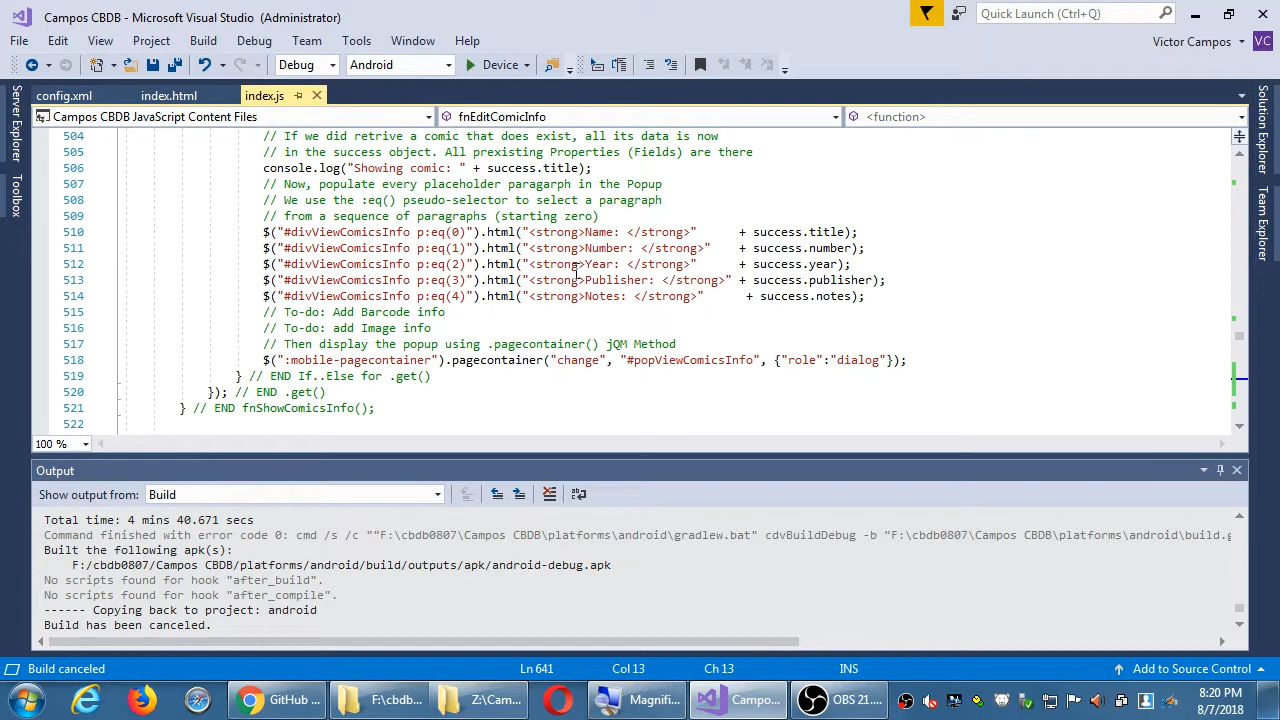 Campos CBDB - Microsoft Visual Studio (Administrator)
Quick Launch (Ctrl+Q)
File Edit View Project Build Debug Team Tools Window Help
Victor Campos VC
Debug Android Device
config.xml index.html index.js
Campos CBDB JavaScript Content Files fnEditComicInfo <function>
Server Explorer
Toolbox
Solution Explorer
Team Explorer
504 // If we did retrive a comic that does exist, all its data is now
505 // in the success object. All prexisting Properties (Fields) are there
506 console.log("Showing comic: " + success.title);
507 // Now, populate every placeholder paragarph in the Popup
508 // We use the :eq() pseudo-selector to select a paragraph
509 // from a sequence of paragraphs (starting zero)
510 $("#divViewComicsInfo p:eq(0)").html("<strong>Name: </strong>" + success.title);
511 $("#divViewComicsInfo p:eq(1)").html("<strong>Number: </strong>" + success.number);
512 $("#divViewComicsInfo p:eq(2)").html("<strong>Year: </strong>" + success.year);
513 $("#divViewComicsInfo p:eq(3)").html("<strong>Publisher: </strong>" + success.publisher);
514 $("#divViewComicsInfo p:eq(4)").html("<strong>Notes: </strong>" + success.notes);
515 // To-do: Add Barcode info
516 // To-do: add Image info
517 // Then display the popup using .pagecontainer() jQM Method
518 $(":mobile-pagecontainer").pagecontainer("change", "#popViewComicsInfo", {"role":"dialog"});
519 } // END If..Else for .get()
520 }); // END .get()
521 } // END fnShowComicsInfo();
522
100 %
Output
Show output from: Build
Total time: 4 mins 40.671 secs
Command finished with error code 0: cmd /s /c ""F:\cbdb0807\Campos CBDB\platforms\android\gradlew.bat" cdvBuildDebug -b "F:\cbdb0807\Campos CBDB\platforms\android\build.g
Built the following apk(s):
F:/cbdb0807/Campos CBDB/platforms/android/build/outputs/apk/android-debug.apk
No scripts found for hook "after_build".
No scripts found for hook "after_compile".
------ Copying back to project: android
Build has been canceled.
Build canceled Ln 641 Col 13 Ch 13 INS Add to Source Control
GitHub ... F:\cbdb... Z:\Cam... Magnifi... Campo... OBS 21.... 8:20 PM
8/7/2018